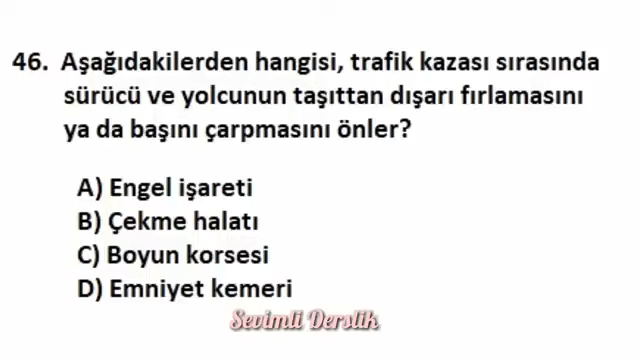 46. Aşağıdakilerden hangisi, trafik kazası sırasında
sürücü ve yolcunun taşıttan dışarı fırlamasını
ya da başını çarpmasını önler?
A) Engel işareti
B) Çekme halatı
C) Boyun korsesi
D) Emniyet kemeri
Sevimli Derslik